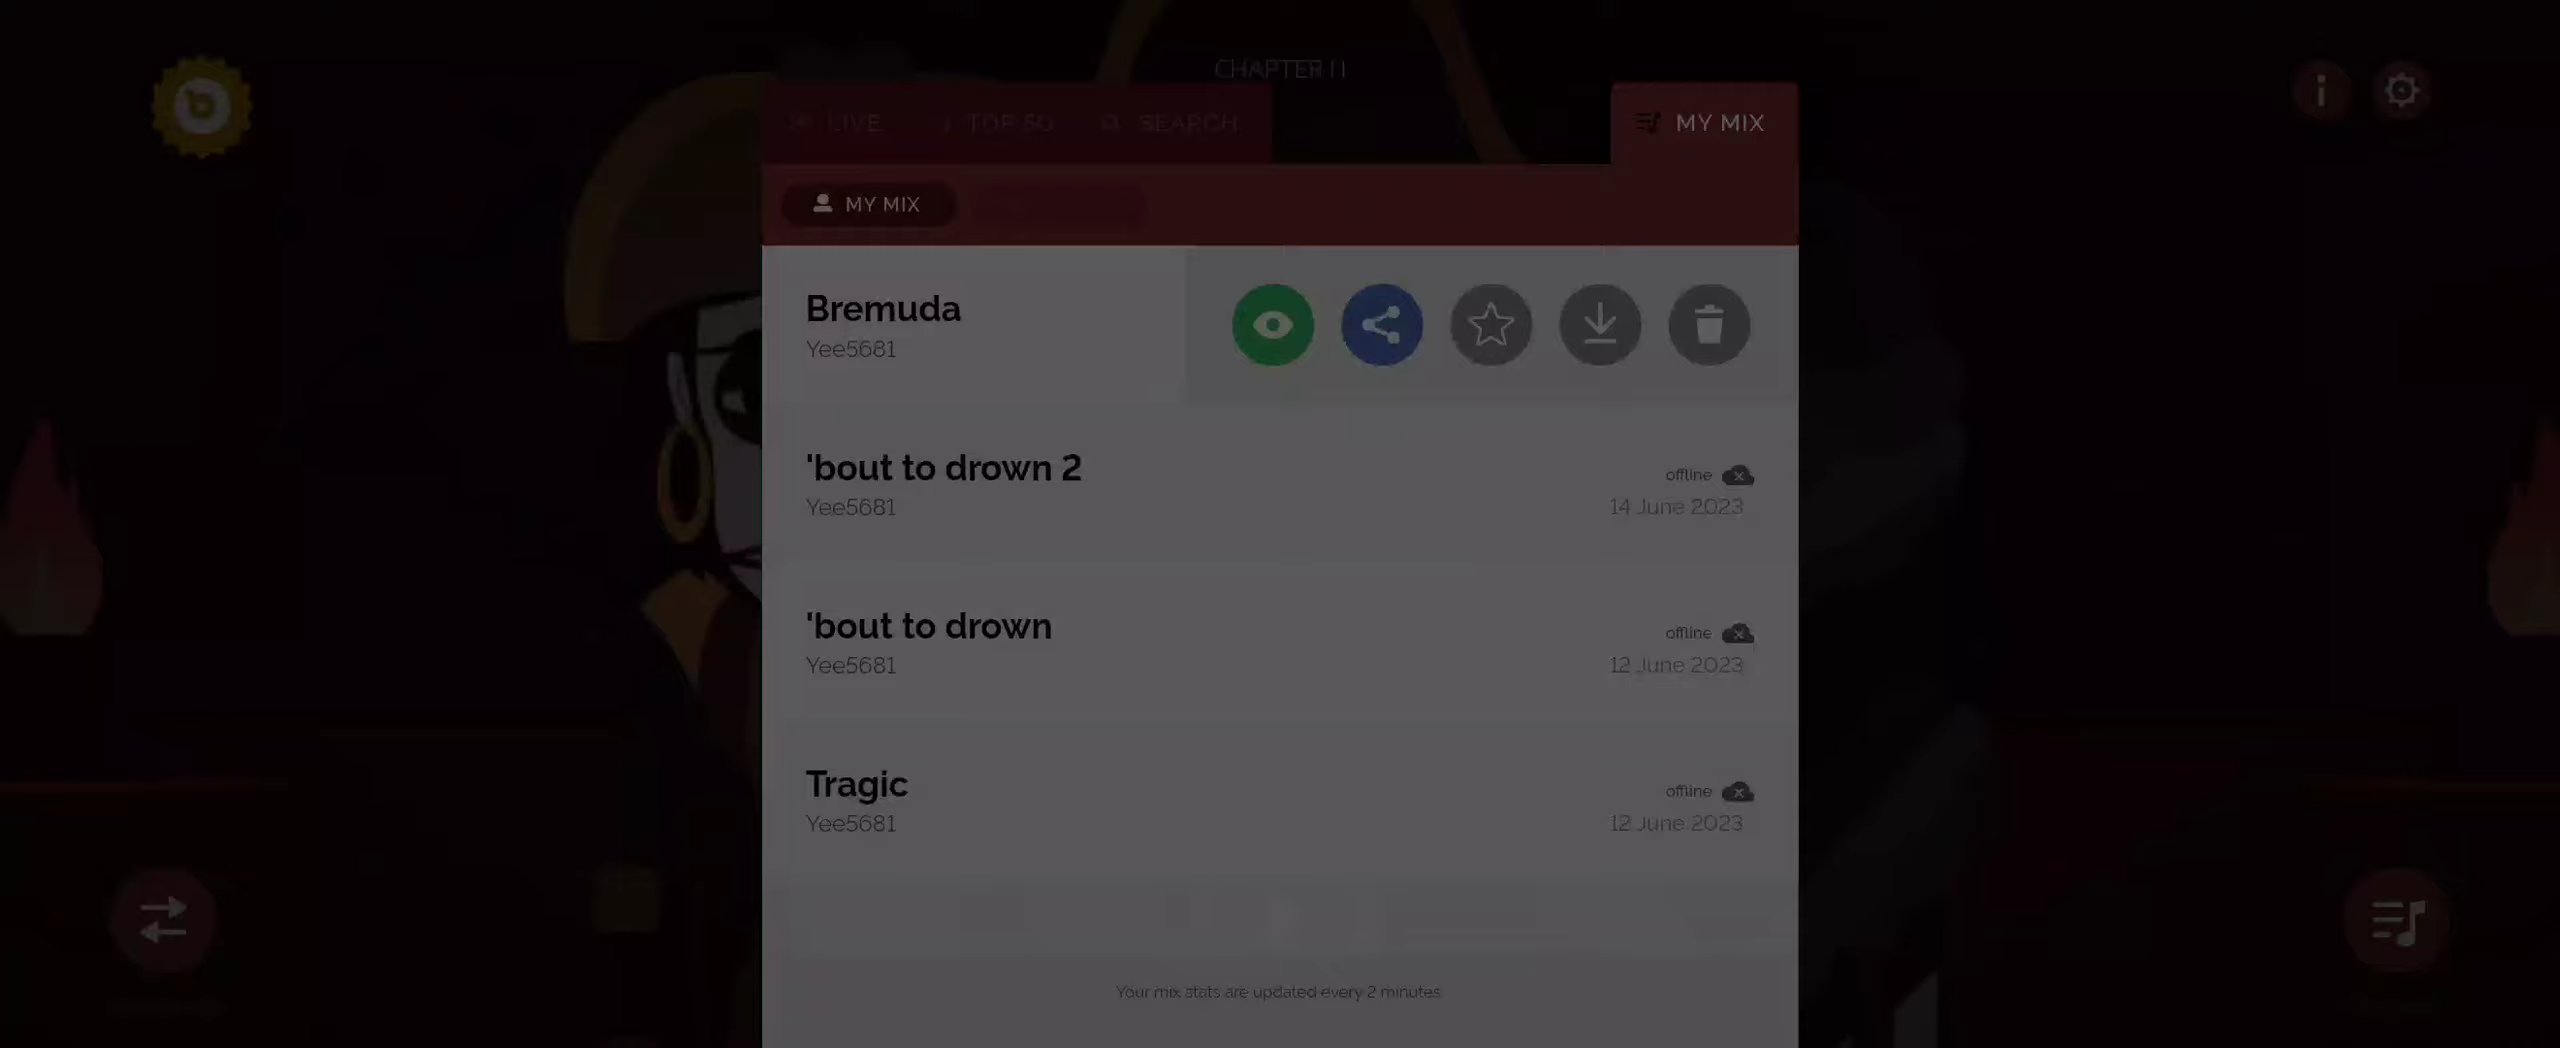 CHAPTER 11
LIVE
TOP 50
SEARCH
MY MIX
MY MIX
Bremuda
Yee5681
'bout to drown 2
Yee5681
offline
14 June 2023
'bout to drown
Yee5681
offline
12 June 2023
Tragic
Yee5681
offline
12 June 2023
Your mix stats are updated every 2 minutes